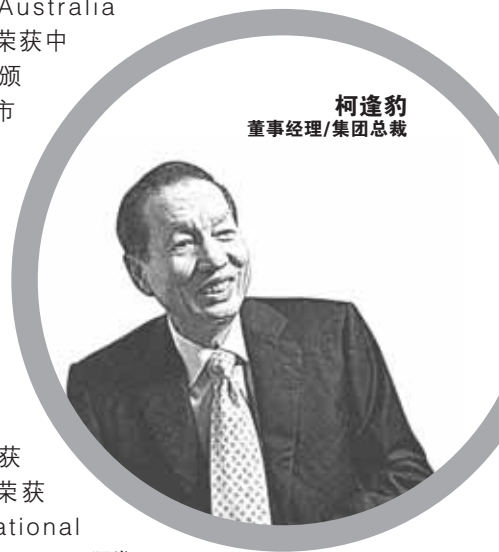 Australia
荣获中
颁
市
柯逢豹
董事经理/集团总裁
获
荣获
ational